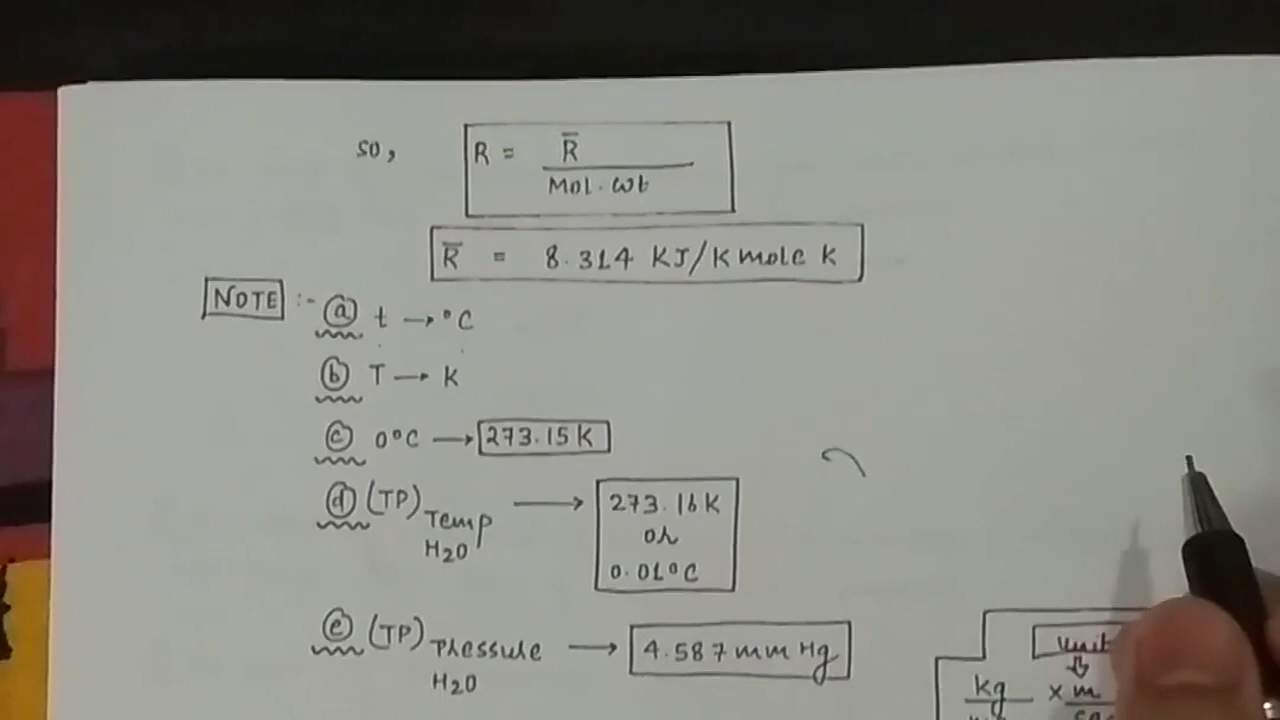 so, R = R̄ / Mol. wt
R̄ = 8.314 KJ/K mole K
NOTE :- (a) t → °C
(b) T → K
(c) 0°C → 273.15 K
(d) (TP) Temp H2O → 273.16 K
or
0.01°C
(e) (TP) Pressure H2O → 4.587 mm Hg
unit
⇓
kg × m